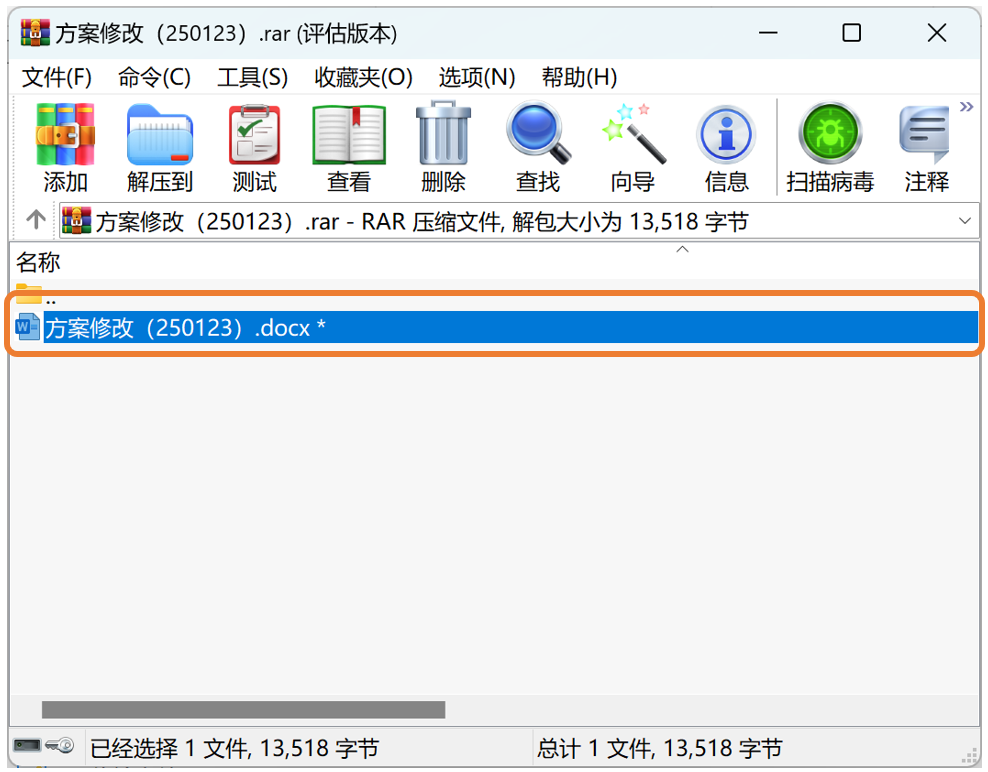 方案修改（250123）.rar (评估版本)
文件(F) 命令(C) 工具(S) 收藏夹(O) 选项(N) 帮助(H)
添加 解压到 测试 查看 删除 查找 向导 信息 扫描病毒 注释
方案修改（250123）.rar - RAR 压缩文件, 解包大小为 13,518 字节
名称
..
方案修改（250123）.docx *
已经选择 1 文件, 13,518 字节 总计 1 文件, 13,518 字节